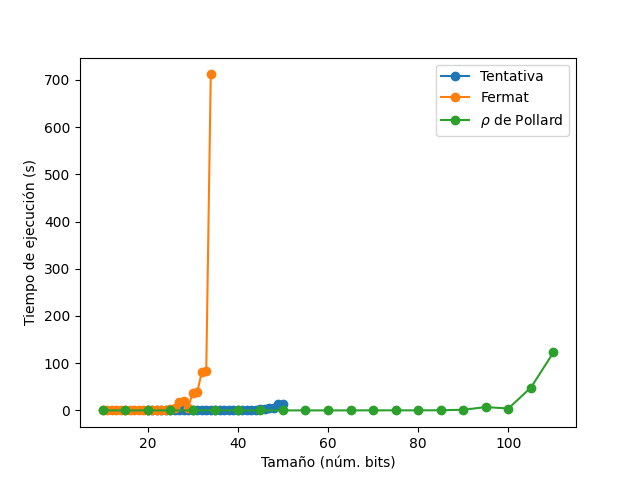 700
600
500
400
300
200
100
0
Tiempo de ejecución (s)
Tentativa
Fermat
ρ de Pollard
20 40 60 80 100
Tamaño (núm. bits)